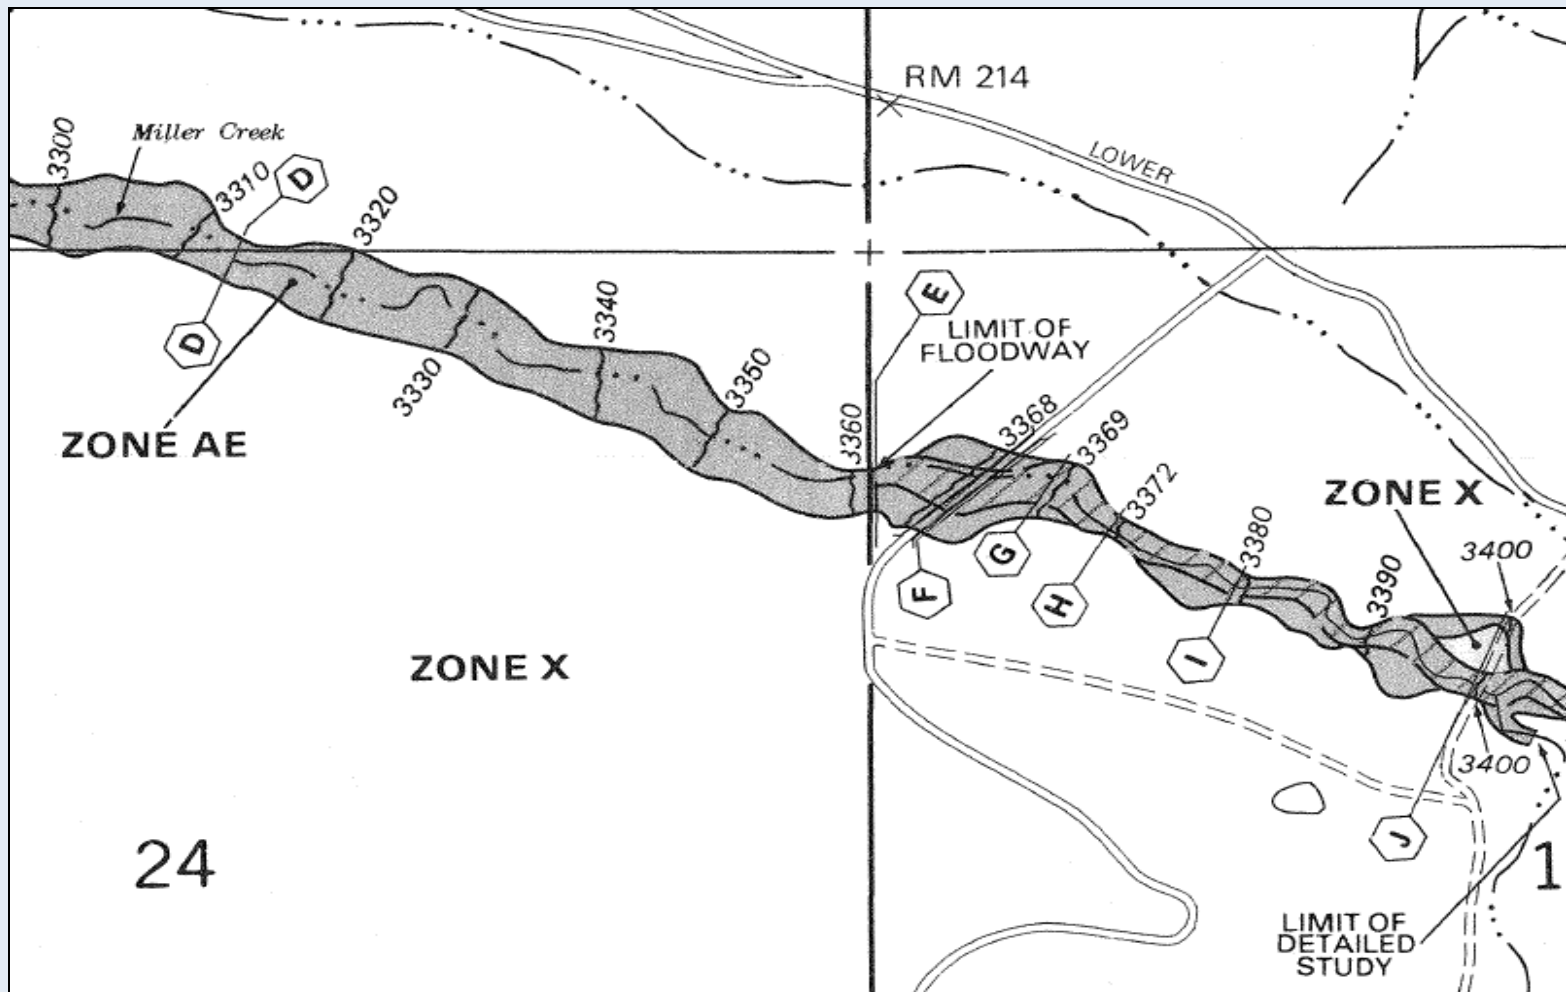 RM 214
3300
Miller Creek
LOWER
3310
D
3320
E
3340
LIMIT OF
FLOODWAY
D
3330
3350
3360
3368
3369
ZONE AE
3372
ZONE X
3380
3400
G
F
H
3390
I
ZONE X
3400
J
24
1
LIMIT OF
DETAILED
STUDY